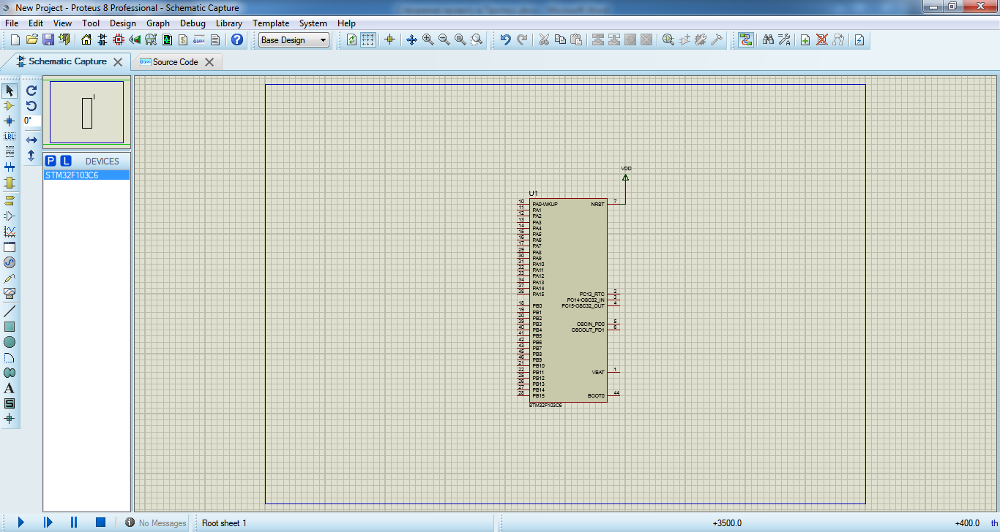 New Project - Proteus 8 Professional - Schematic Capture
File Edit View Tool Design Graph Debug Library Template System Help
Base Design
Schematic Capture
Source Code
0°
LBL
P L DEVICES
STM32F103C6
VDD
U1
10 PA0-WKUP NRST 7
11 PA1
12 PA2
13 PA3
14 PA4
15 PA5
16 PA6
17 PA7
29 PA8
30 PA9
31 PA10
32 PA11
33 PA12
34 PA13
37 PA14
38 PA15 PC13_RTC 2
PC14-OSC32_IN 3
18 PB0 PC15-OSC32_OUT 4
19 PB1
20 PB2
39 PB3 OSCIN_PD0 5
40 PB4 OSCOUT_PD1 6
41 PB5
42 PB6
43 PB7
45 PB8
46 PB9
21 PB10
22 PB11 VBAT 1
25 PB12
26 PB13
27 PB14
28 PB15 BOOT0 44
STM32F103C6
A
S
No Messages
Root sheet 1
+3500.0
+400.0 th